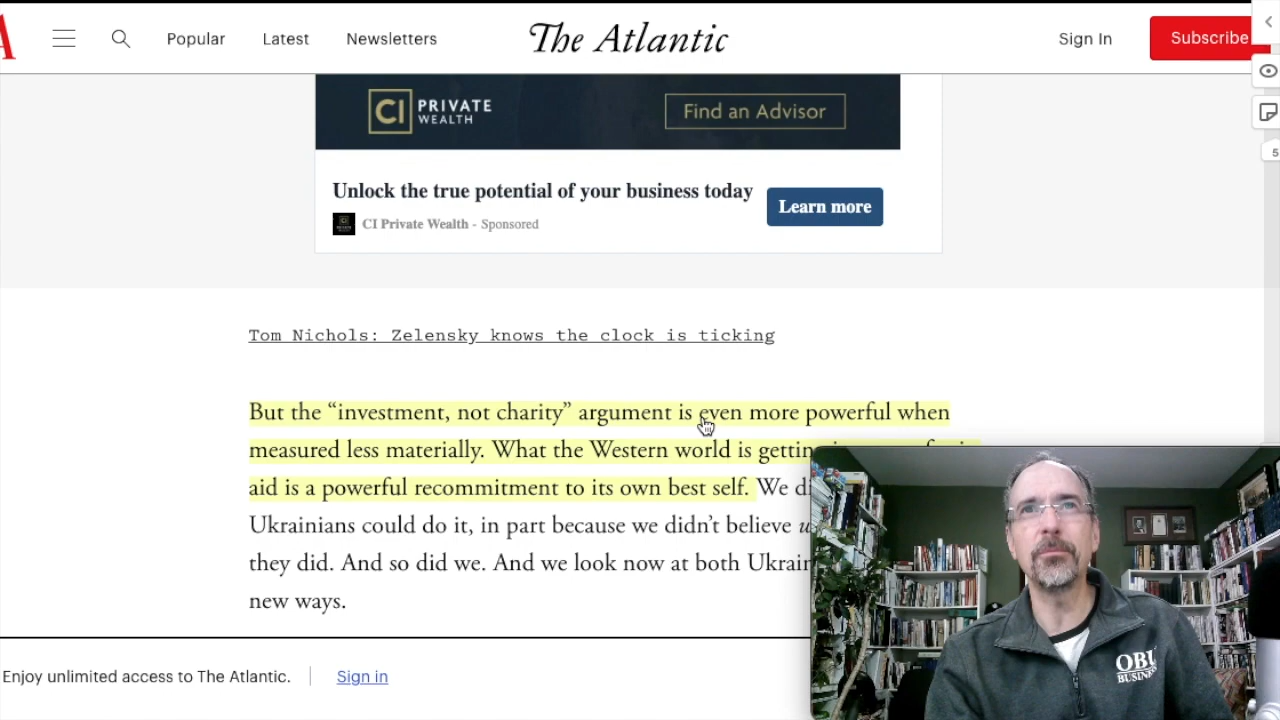 A
Popular
Latest
Newsletters
The Atlantic
Sign In
Subscribe
CI PRIVATE WEALTH
Find an Advisor
5
Unlock the true potential of your business today
Learn more
CI Private Wealth - Sponsored
Tom Nichols: Zelensky knows the clock is ticking
But the “investment, not charity” argument is even more powerful when
measured less materially. What the Western world is getting
aid is a powerful recommitment to its own best self. We
Ukrainians could do it, in part because we didn’t believe
they did. And so did we. And we look now at both
new ways.
OBU
BUSINESS
Enjoy unlimited access to The Atlantic.
Sign in